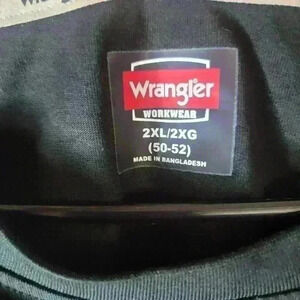 Wrangler
WORKWEAR
2XL/2XG
(50-52)
MADE IN BANGLADESH